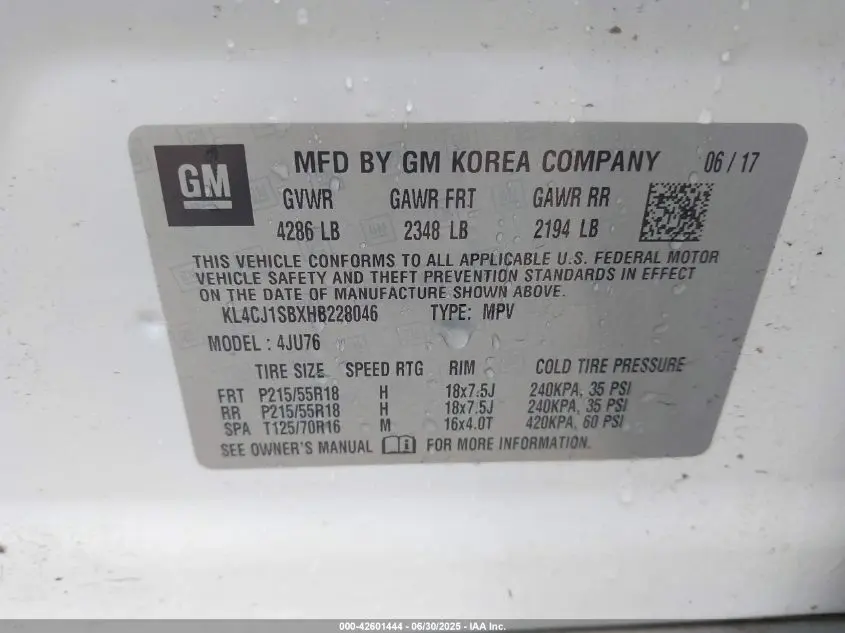 GM
MFD BY GM KOREA COMPANY 06 / 17
GVWR GAWR FRT GAWR RR
4286 LB 2348 LB 2194 LB
THIS VEHICLE CONFORMS TO ALL APPLICABLE U.S. FEDERAL MOTOR
VEHICLE SAFETY AND THEFT PREVENTION STANDARDS IN EFFECT
ON THE DATE OF MANUFACTURE SHOWN ABOVE.
KL4CJ1SBXHB228046 TYPE: MPV
MODEL : 4JU76
TIRE SIZE SPEED RTG RIM COLD TIRE PRESSURE
FRT P215/55R18 H 18x7.5J 240KPA, 35 PSI
RR P215/55R18 H 18x7.5J 240KPA, 35 PSI
SPA T125/70R16 M 16x4.0T 420KPA, 60 PSI
SEE OWNER'S MANUAL FOR MORE INFORMATION.
000-42601444 - 06/30/2025 - IAA Inc.